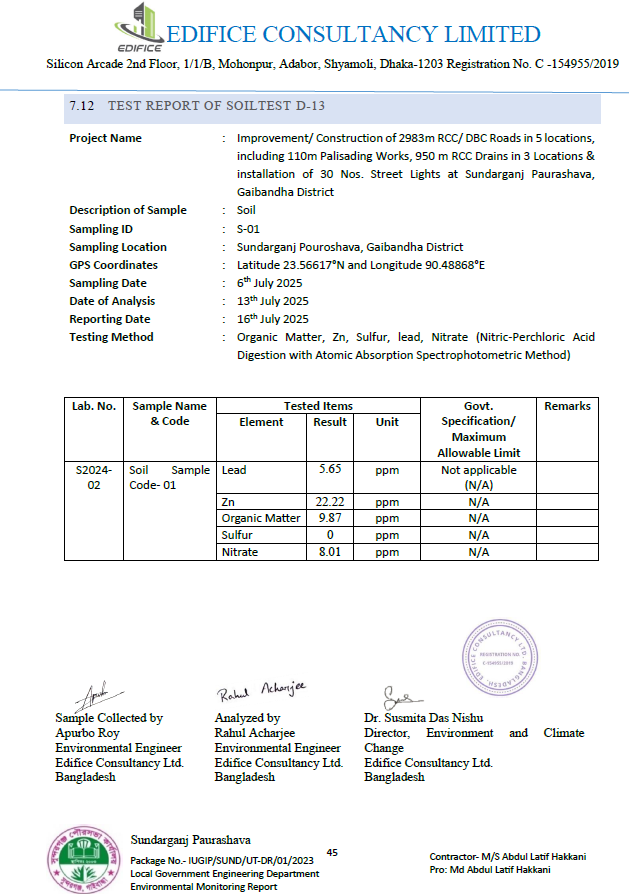 EDIFICE
EDIFICE CONSULTANCY LIMITED
Silicon Arcade 2nd Floor, 1/1/B, Mohonpur, Adabor, Shyamoli, Dhaka-1203 Registration No. C -154955/2019
7.12 TEST REPORT OF SOILTEST D-13
Project Name : Improvement/ Construction of 2983m RCC/ DBC Roads in 5 locations,
including 110m Palisading Works, 950 m RCC Drains in 3 Locations &
installation of 30 Nos. Street Lights at Sundarganj Paurashava,
Gaibandha District
Description of Sample : Soil
Sampling ID : S-01
Sampling Location : Sundarganj Pouroshava, Gaibandha District
GPS Coordinates : Latitude 23.56617°N and Longitude 90.48868°E
Sampling Date : 6th July 2025
Date of Analysis : 13th July 2025
Reporting Date : 16th July 2025
Testing Method : Organic Matter, Zn, Sulfur, lead, Nitrate (Nitric-Perchloric Acid
Digestion with Atomic Absorption Spectrophotometric Method)
Lab. No. Sample Name Tested Items Govt. Remarks
& Code Element Result Unit Specification/
Maximum
Allowable Limit
S2024- Soil Sample Lead 5.65 ppm Not applicable
02 Code- 01 (N/A)
Zn 22.22 ppm N/A
Organic Matter 9.87 ppm N/A
Sulfur 0 ppm N/A
Nitrate 8.01 ppm N/A
EDIFICE CONSULTANCY LTD. BANGLADESH.
REGISTRATION NO.
C-154955/2019
Apurbo Rahul Acharjee
Sample Collected by Analyzed by Dr. Susmita Das Nishu
Apurbo Roy Rahul Acharjee Director, Environment and Climate
Environmental Engineer Environmental Engineer Change
Edifice Consultancy Ltd. Edifice Consultancy Ltd. Edifice Consultancy Ltd.
Bangladesh Bangladesh Bangladesh
সুন্দরগঞ্জ পৌরসভা কার্যালয়
সুন্দরগঞ্জ, গাইবান্ধা
Sundarganj Paurashava
45
Package No.- IUGIP/SUND/UT-DR/01/2023 Contractor- M/S Abdul Latif Hakkani
Local Government Engineering Department Pro: Md Abdul Latif Hakkani
Environmental Monitoring Report